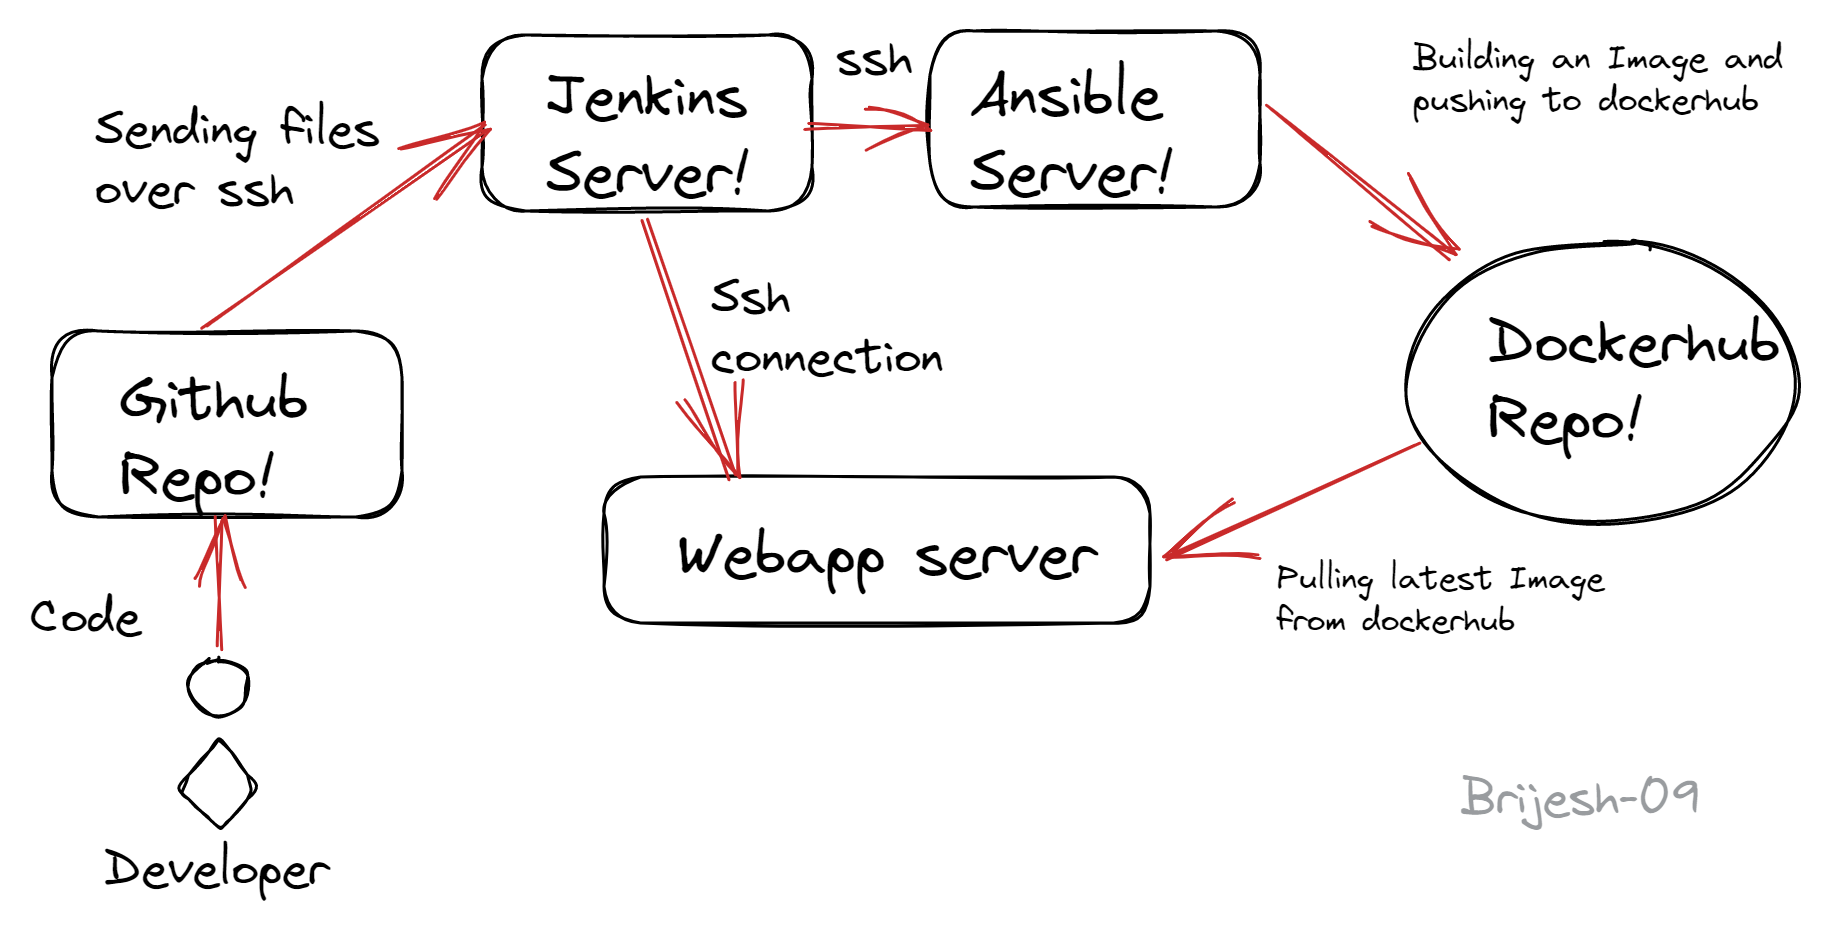 Sending files
over ssh
Jenkins
Server!
ssh
Ansible
Server!
Building an Image and
pushing to dockerhub
Ssh
connection
Github
Repo!
Dockerhub
Repo!
Webapp server
Pulling latest Image
from dockerhub
Code
Developer
Brijesh-09